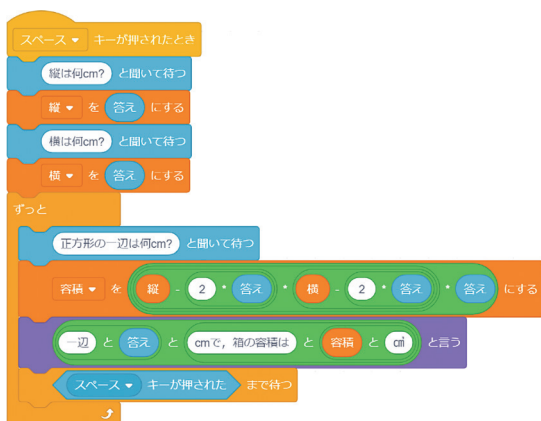 スペース キーが押されたとき
縦は何cm? と聞いて待つ
縦 を 答え にする
横は何cm? と聞いて待つ
横 を 答え にする
ずっと
正方形の一辺は何cm? と聞いて待つ
容積 を 縦 - 2 * 答え * 横 - 2 * 答え * 答え にする
一辺 と 答え と cmで，箱の容積は と 容積 と c㎥ と言う
スペース キーが押された まで待つ